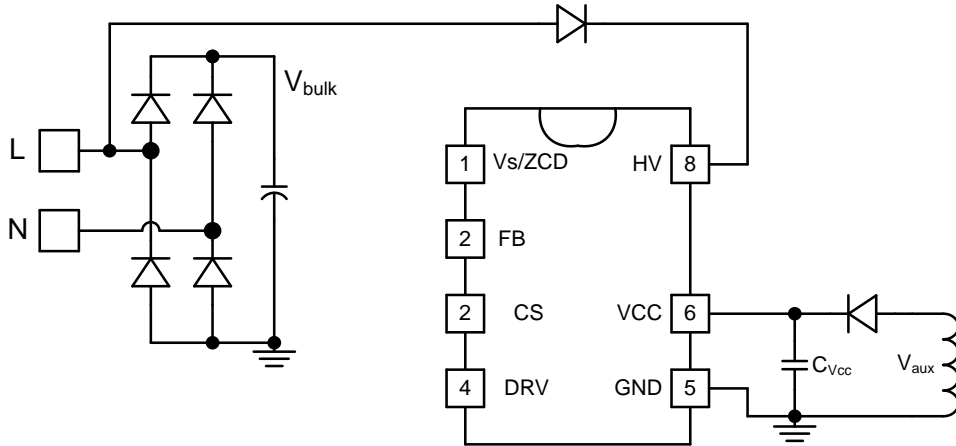 V_bulk
L
N
1 Vs/ZCD HV 8
2 FB
2 CS VCC 6
4 DRV GND 5
C_Vcc
V_aux